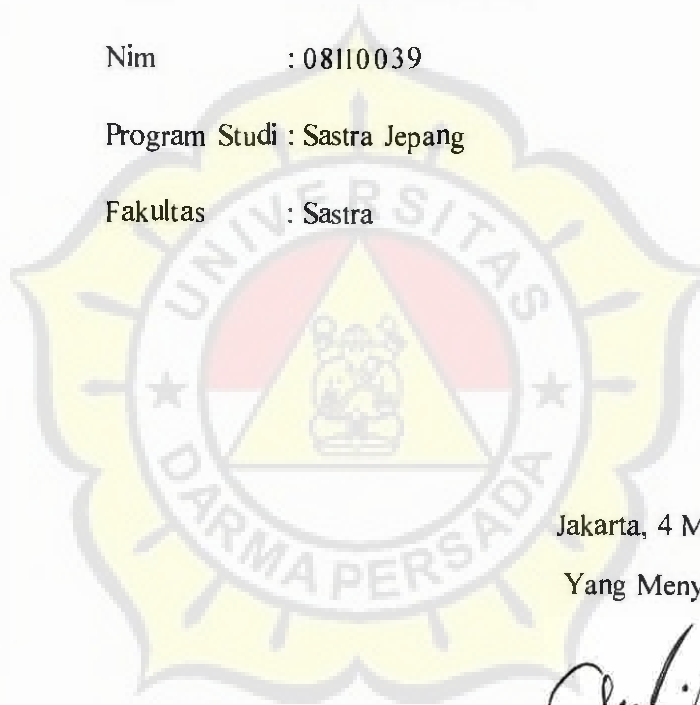 Nim : 08110039
Program Studi : Sastra Jepang
Fakultas : Sastra
UNIVERSITAS
DARMA PERSADA
Jakarta, 4 M
Yang Meny